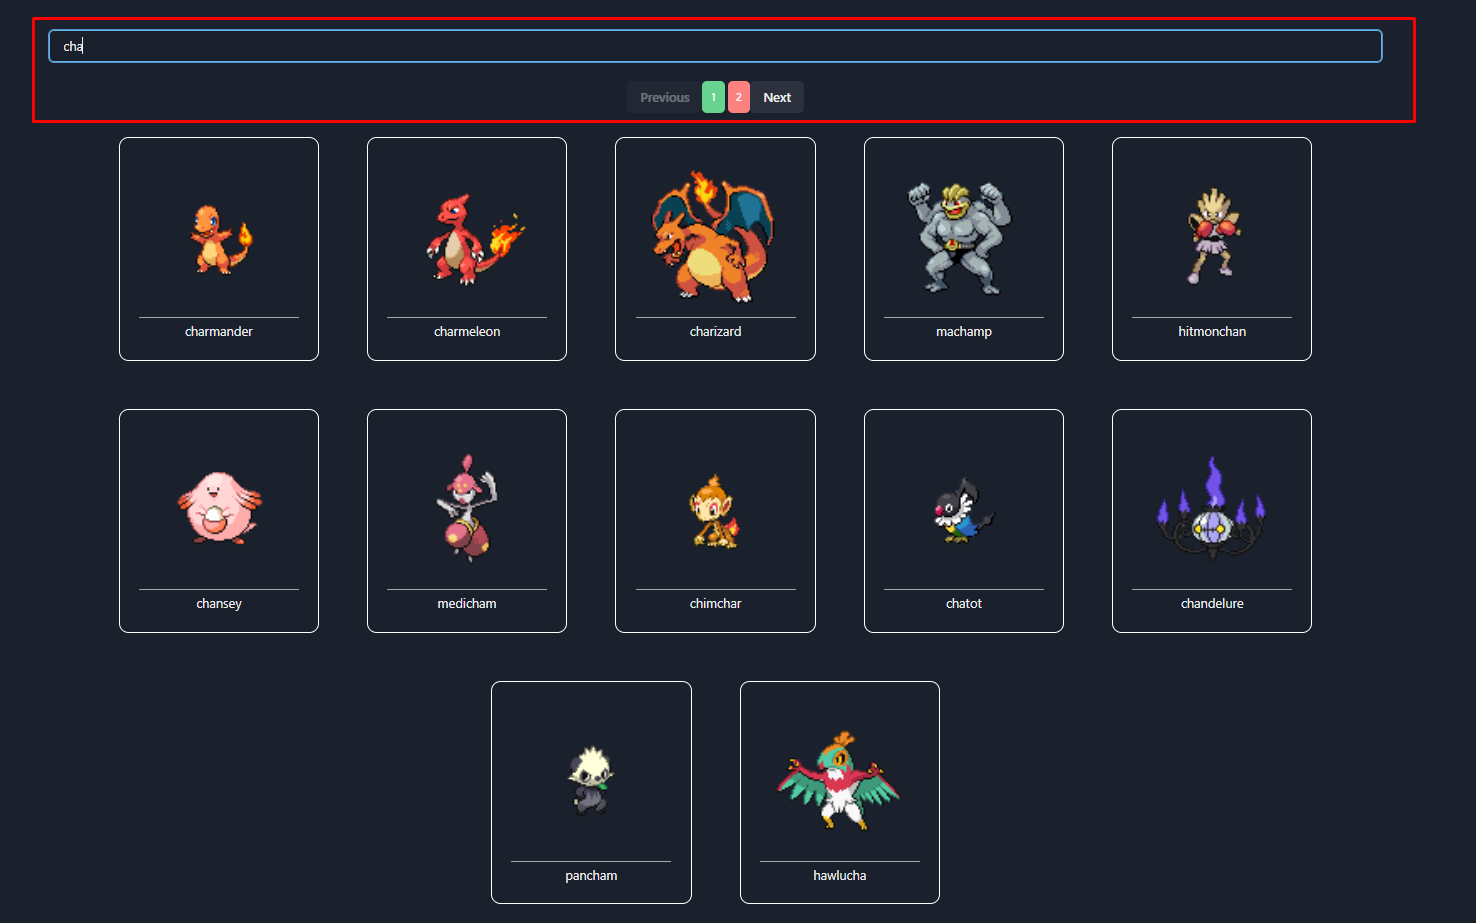 cha
Previous 1 2 Next
charmander charmeleon charizard machamp hitmonchan
chansey medicham chimchar chatot chandelure
pancham hawlucha